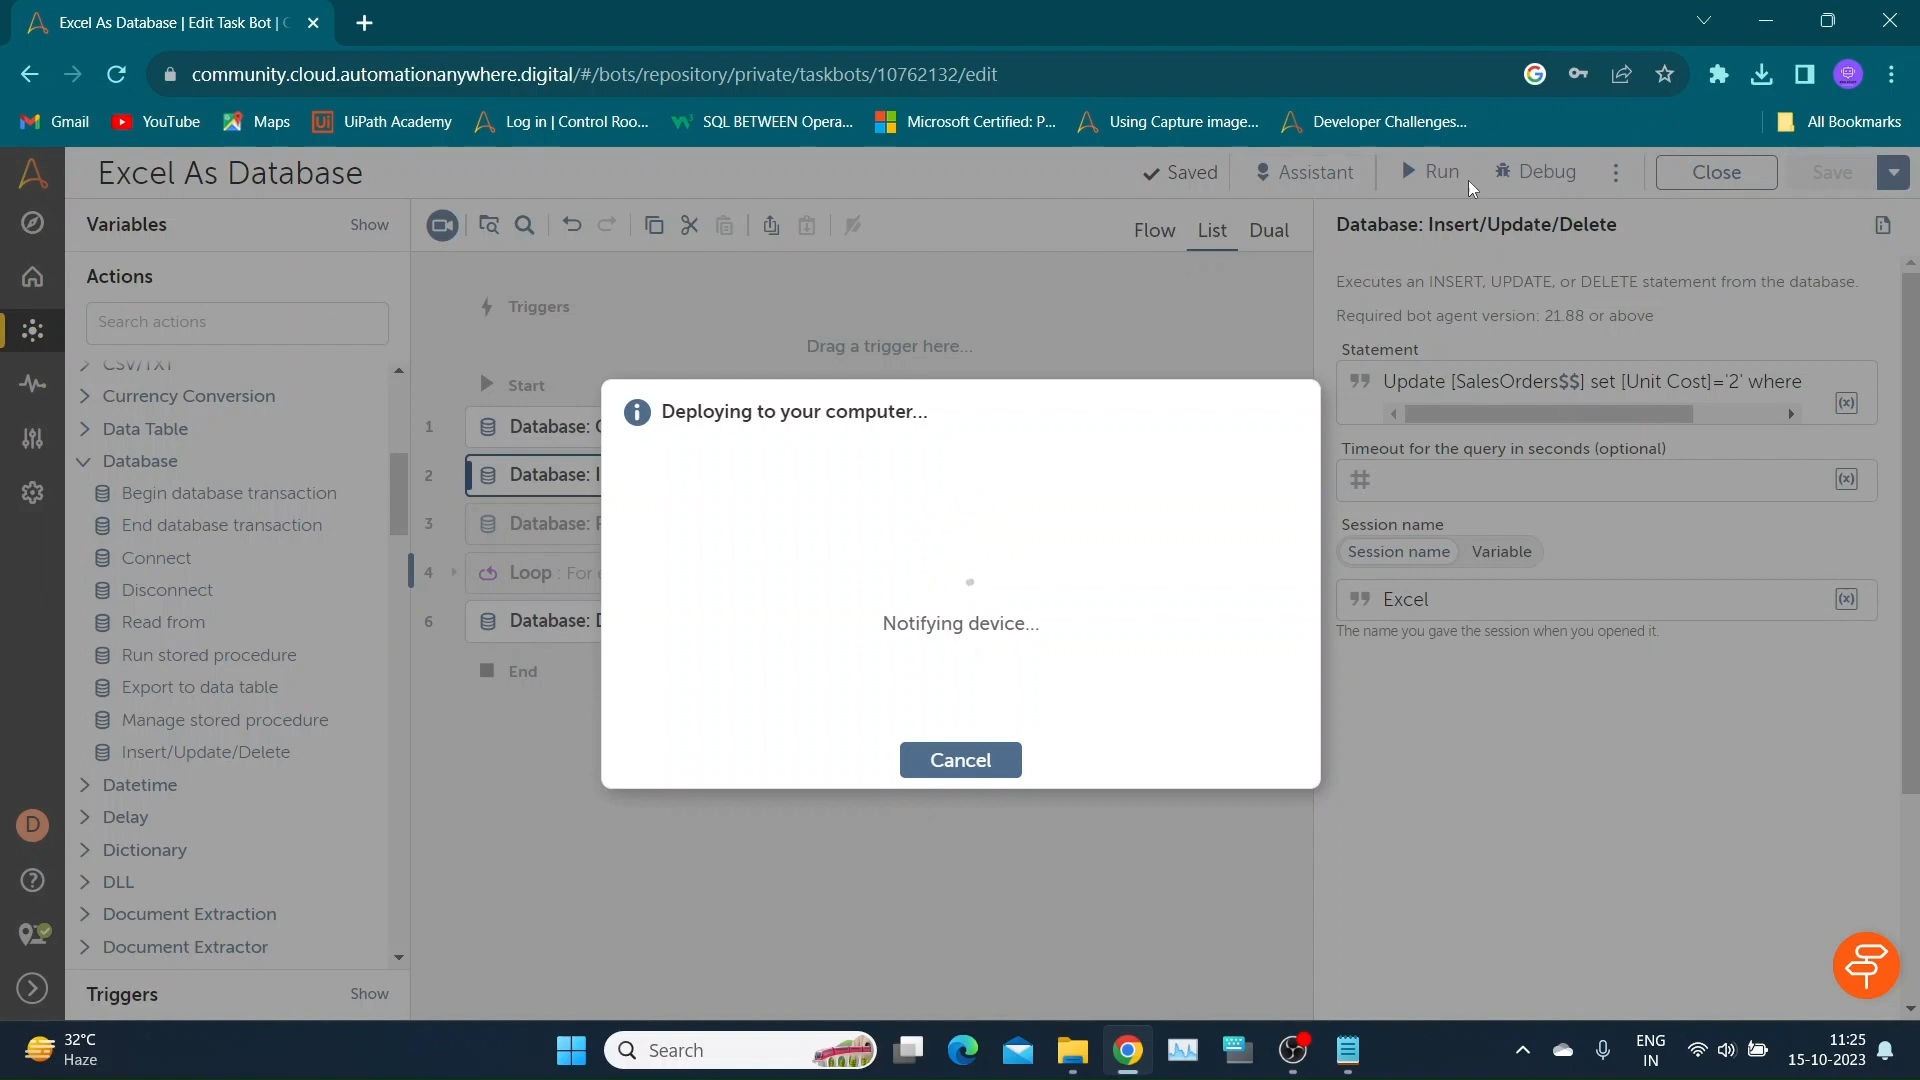 Excel As Database | Edit Task Bot |
community.cloud.automationanywhere.digital/#/bots/repository/private/taskbots/10762132/edit
Gmail YouTube Maps UiPath Academy Log in | Control Roo... SQL BETWEEN Opera... Microsoft Certified: P... Using Capture image... Developer Challenges... All Bookmarks
Excel As Database Saved Assistant Run Debug Close Save
Variables Show
Flow List Dual
Actions
Search actions
CSV/TXT
Currency Conversion
Data Table
Database
Begin database transaction
End database transaction
Connect
Disconnect
Read from
Run stored procedure
Export to data table
Manage stored procedure
Insert/Update/Delete
Datetime
Delay
Dictionary
DLL
Document Extraction
Document Extractor
Triggers Show
Triggers
Drag a trigger here...
Start
1 Database:
2 Database: I
3 Database:
4 Loop : For
6 Database:
End
Deploying to your computer...
Notifying device...
Cancel
Database: Insert/Update/Delete
Executes an INSERT, UPDATE, or DELETE statement from the database.
Required bot agent version: 21.88 or above
Statement
Update [SalesOrders$$] set [Unit Cost]='2' where
(x)
Timeout for the query in seconds (optional)
# (x)
Session name
Session name Variable
Excel (x)
The name you gave the session when you opened it.
D
32°C
Haze
Search
ENG
IN
11:25
15-10-2023